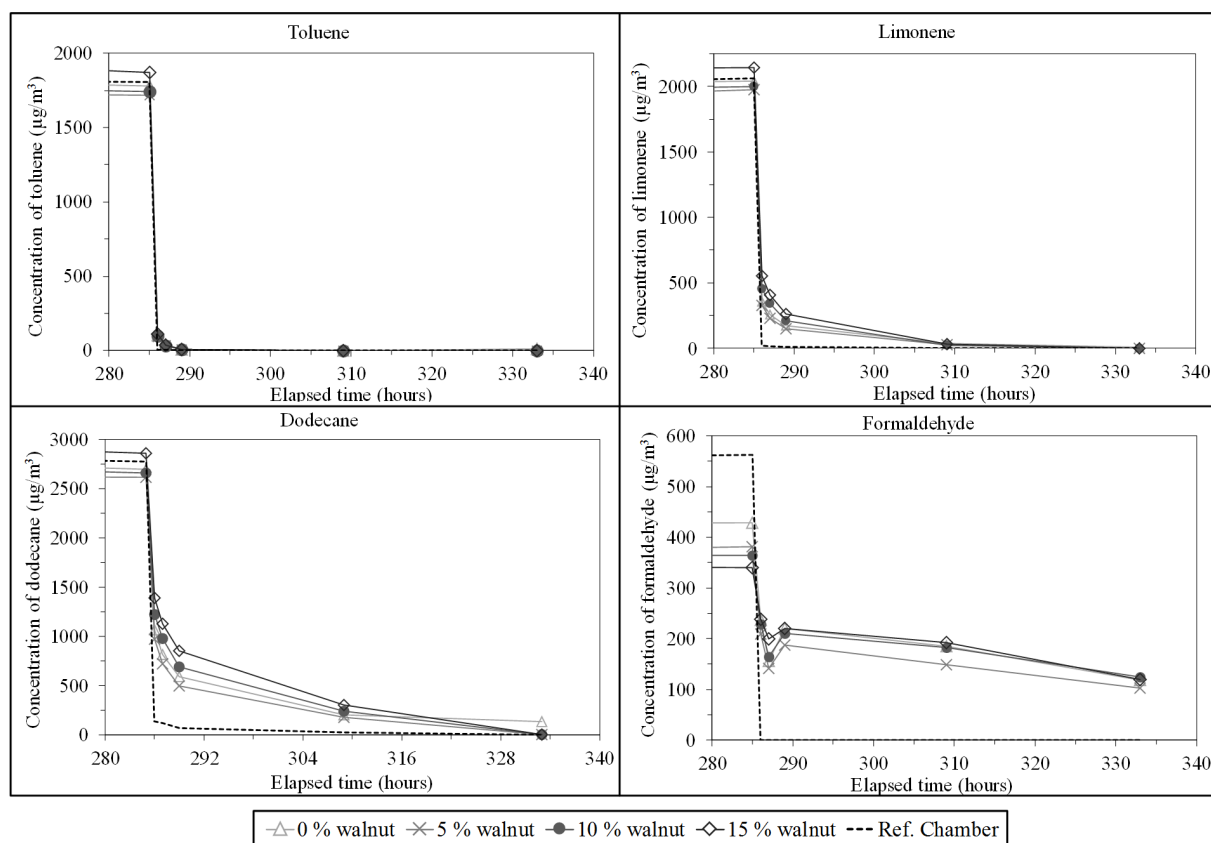 Toluene
Concentration of toluene (µg/m³)
2000
1500
1000
500
0
280 290 300 310 320 330 340
Elapsed time (hours)
Limonene
Concentration of limonene (µg/m³)
2000
1500
1000
500
0
280 290 300 310 320 330 340
Elapsed time (hours)
Dodecane
Concentration of dodecane (µg/m³)
3000
2500
2000
1500
1000
500
0
280 292 304 316 328 340
Elapsed time (hours)
Formaldehyde
Concentration of formaldehyde (µg/m³)
600
500
400
300
200
100
0
280 290 300 310 320 330 340
Elapsed time (hours)
0 % walnut 5 % walnut 10 % walnut 15 % walnut Ref. Chamber